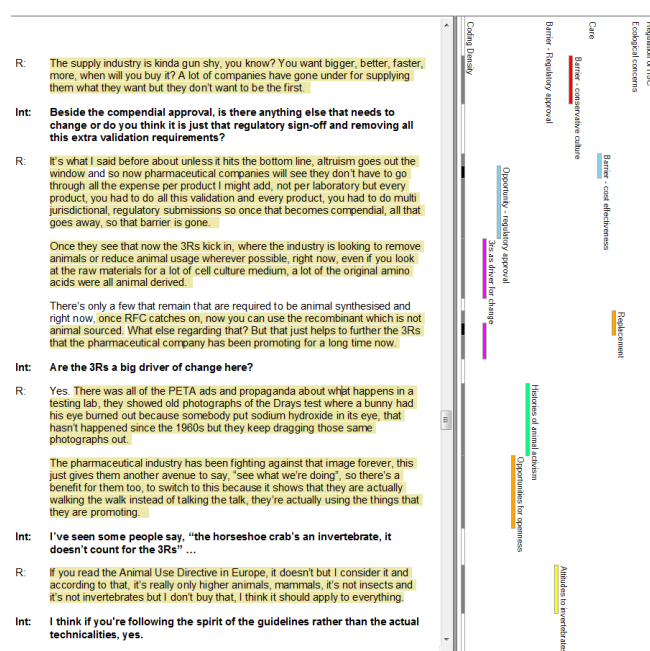 R: The supply industry is kinda gun shy, you know? You want bigger, better, faster,
more, when will you buy it? A lot of companies have gone under for supplying
them what they want but they don't want to be the first.
Int: Beside the compendial approval, is there anything else that needs to
change or do you think it is just that regulatory sign-off and removing all
this extra validation requirements?
R: It's what I said before about unless it hits the bottom line, altruism goes out the
window and so now pharmaceutical companies will see they don't have to go
through all the expense per product I might add, not per laboratory but every
product, you had to do all this validation and every product, you had to do multi
jurisdictional, regulatory submissions so once that becomes compendial, all that
goes away, so that barrier is gone.
Once they see that now the 3Rs kick in, where the industry is looking to remove
animals or reduce animal usage wherever possible, right now, even if you look
at the raw materials for a lot of cell culture medium, a lot of the original amino
acids were all animal derived.
There's only a few that remain that are required to be animal synthesised and
right now, once RFC catches on, now you can use the recombinant which is not
animal sourced. What else regarding that? But that just helps to further the 3Rs
that the pharmaceutical company has been promoting for a long time now.
Int: Are the 3Rs a big driver of change here?
R: Yes. There was all of the PETA ads and propaganda about what happens in a
testing lab, they showed old photographs of the Drays test where a bunny had
his eye burned out because somebody put sodium hydroxide in its eye, that
hasn't happened since the 1960s but they keep dragging those same
photographs out.
The pharmaceutical industry has been fighting against that image forever, this
just gives them another avenue to say, "see what we're doing", so there's a
benefit for them too, to switch to this because it shows that they are actually
walking the walk instead of talking the talk, they're actually using the things that
they are promoting.
Int: I've seen some people say, "the horseshoe crab's an invertebrate, it
doesn't count for the 3Rs" ...
R: If you read the Animal Use Directive in Europe, it doesn't but I consider it and
according to that, it's really only higher animals, mammals, it's not insects and
it's not invertebrates but I don't buy that, I think it should apply to everything.
Int: I think if you're following the spirit of the guidelines rather than the actual
technicalities, yes.
Coding Density
3rs as driver for change
Opportunity - regulatory approval
Opportunities for openness
Histories of animal activism
Barrier - Regulatory approval
Attitudes to invertebrates
Barrier - conservative culture
Care
Barrier - cost effectiveness
Replacement
Ecological concerns